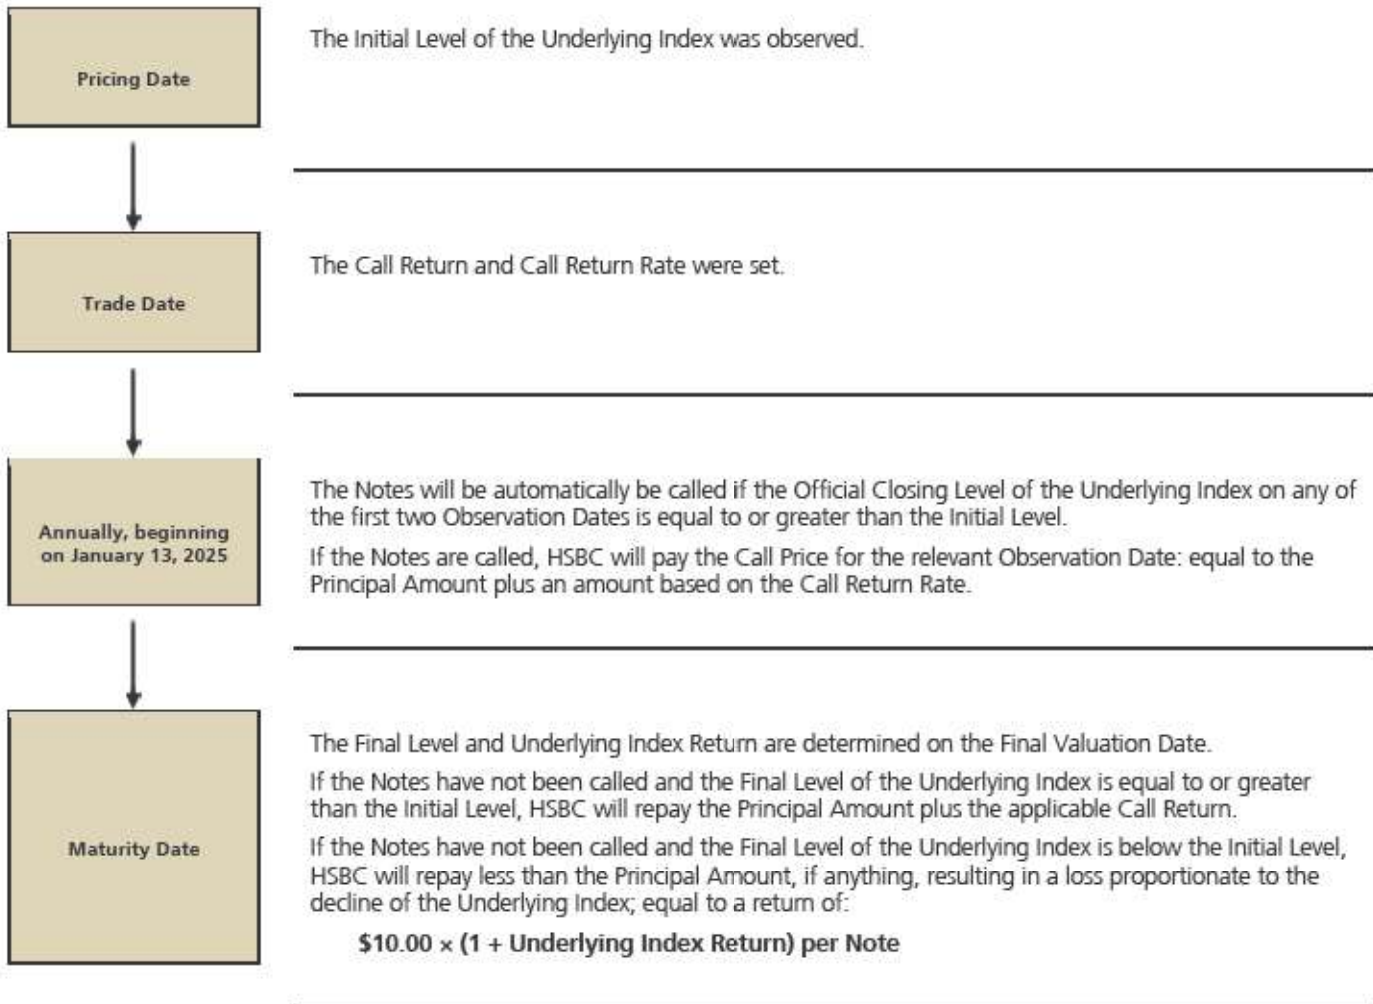 Pricing Date
The Initial Level of the Underlying Index was observed.
Trade Date
The Call Return and Call Return Rate were set.
Annually, beginning
on January 13, 2025
The Notes will be automatically be called if the Official Closing Level of the Underlying Index on any of
the first two Observation Dates is equal to or greater than the Initial Level.
If the Notes are called, HSBC will pay the Call Price for the relevant Observation Date: equal to the
Principal Amount plus an amount based on the Call Return Rate.
Maturity Date
The Final Level and Underlying Index Return are determined on the Final Valuation Date.
If the Notes have not been called and the Final Level of the Underlying Index is equal to or greater
than the Initial Level, HSBC will repay the Principal Amount plus the applicable Call Return.
If the Notes have not been called and the Final Level of the Underlying Index is below the Initial Level,
HSBC will repay less than the Principal Amount, if anything, resulting in a loss proportionate to the
decline of the Underlying Index; equal to a return of:
$10.00 × (1 + Underlying Index Return) per Note